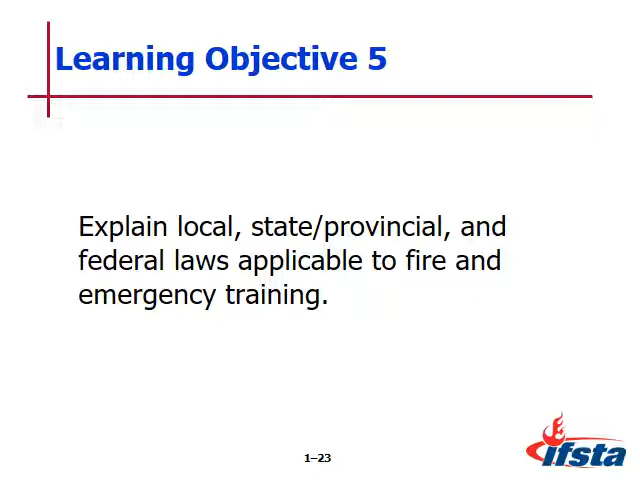 Learning Objective 5
Explain local, state/provincial, and
federal laws applicable to fire and
emergency training.
1–23
ifsta